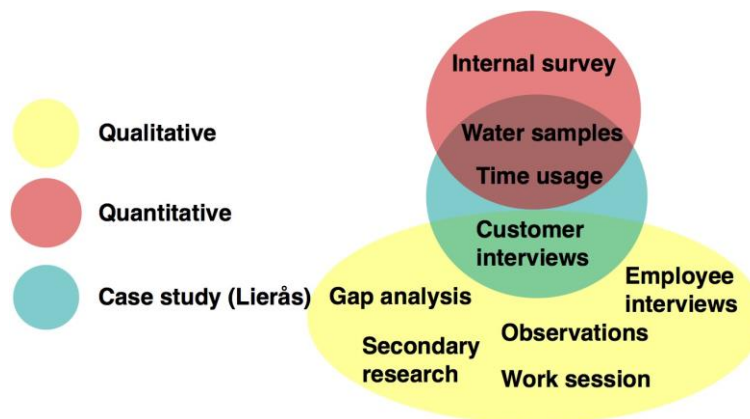 Qualitative
Quantitative
Case study (Lierås)
Internal survey
Water samples
Time usage
Customer
interviews
Gap analysis
Employee
interviews
Observations
Secondary
research
Work session